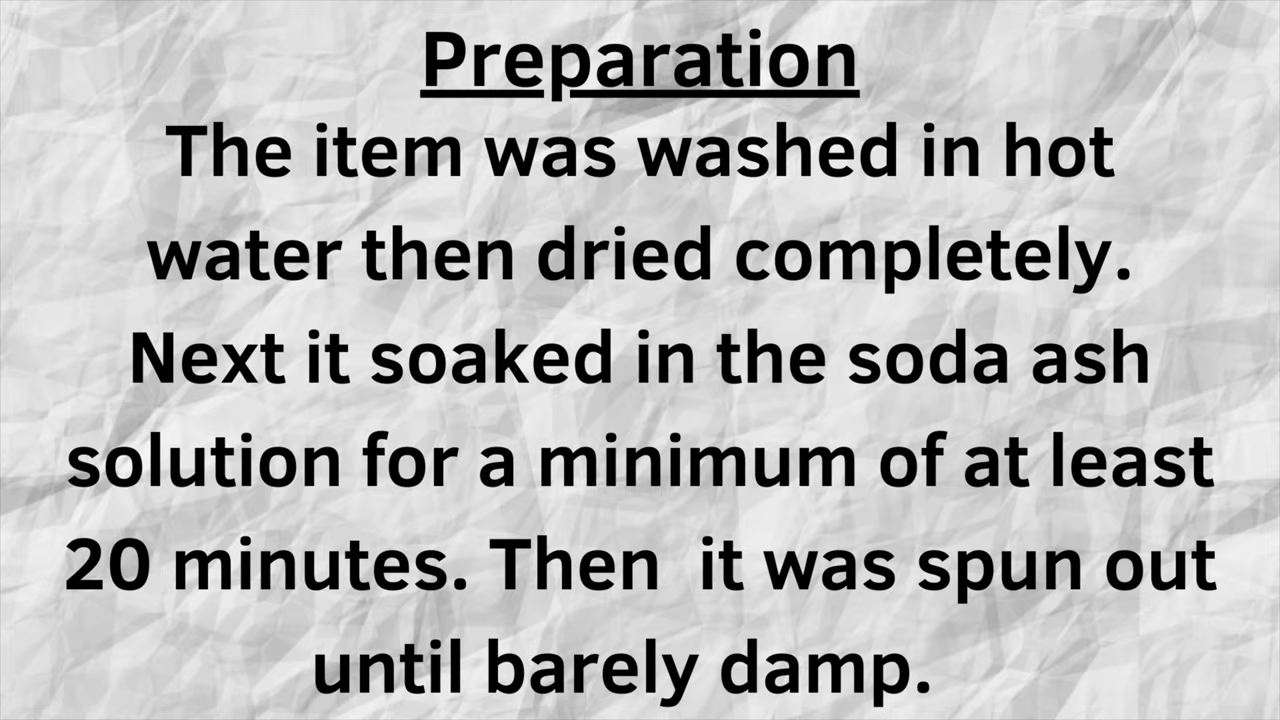 Preparation
The item was washed in hot
water then dried completely.
Next it soaked in the soda ash
solution for a minimum of at least
20 minutes. Then  it was spun out
until barely damp.